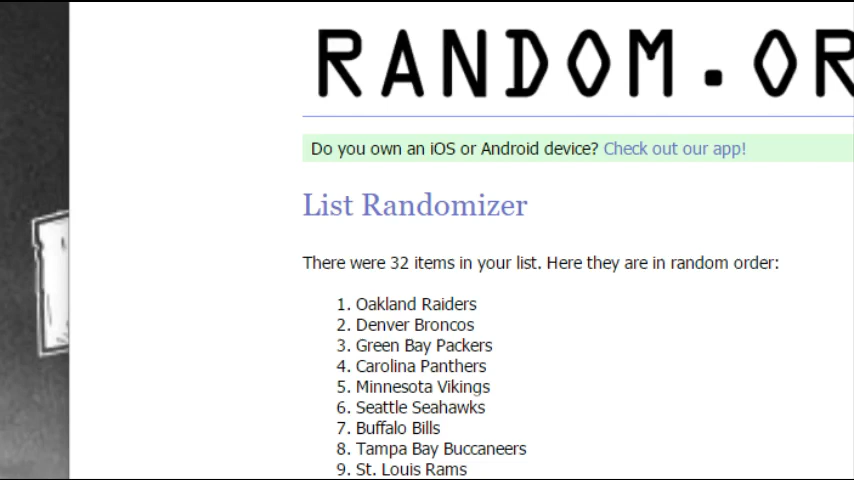 RANDOM.OR
Do you own an iOS or Android device? Check out our app!
List Randomizer
There were 32 items in your list. Here they are in random order:
1. Oakland Raiders
2. Denver Broncos
3. Green Bay Packers
4. Carolina Panthers
5. Minnesota Vikings
6. Seattle Seahawks
7. Buffalo Bills
8. Tampa Bay Buccaneers
9. St. Louis Rams